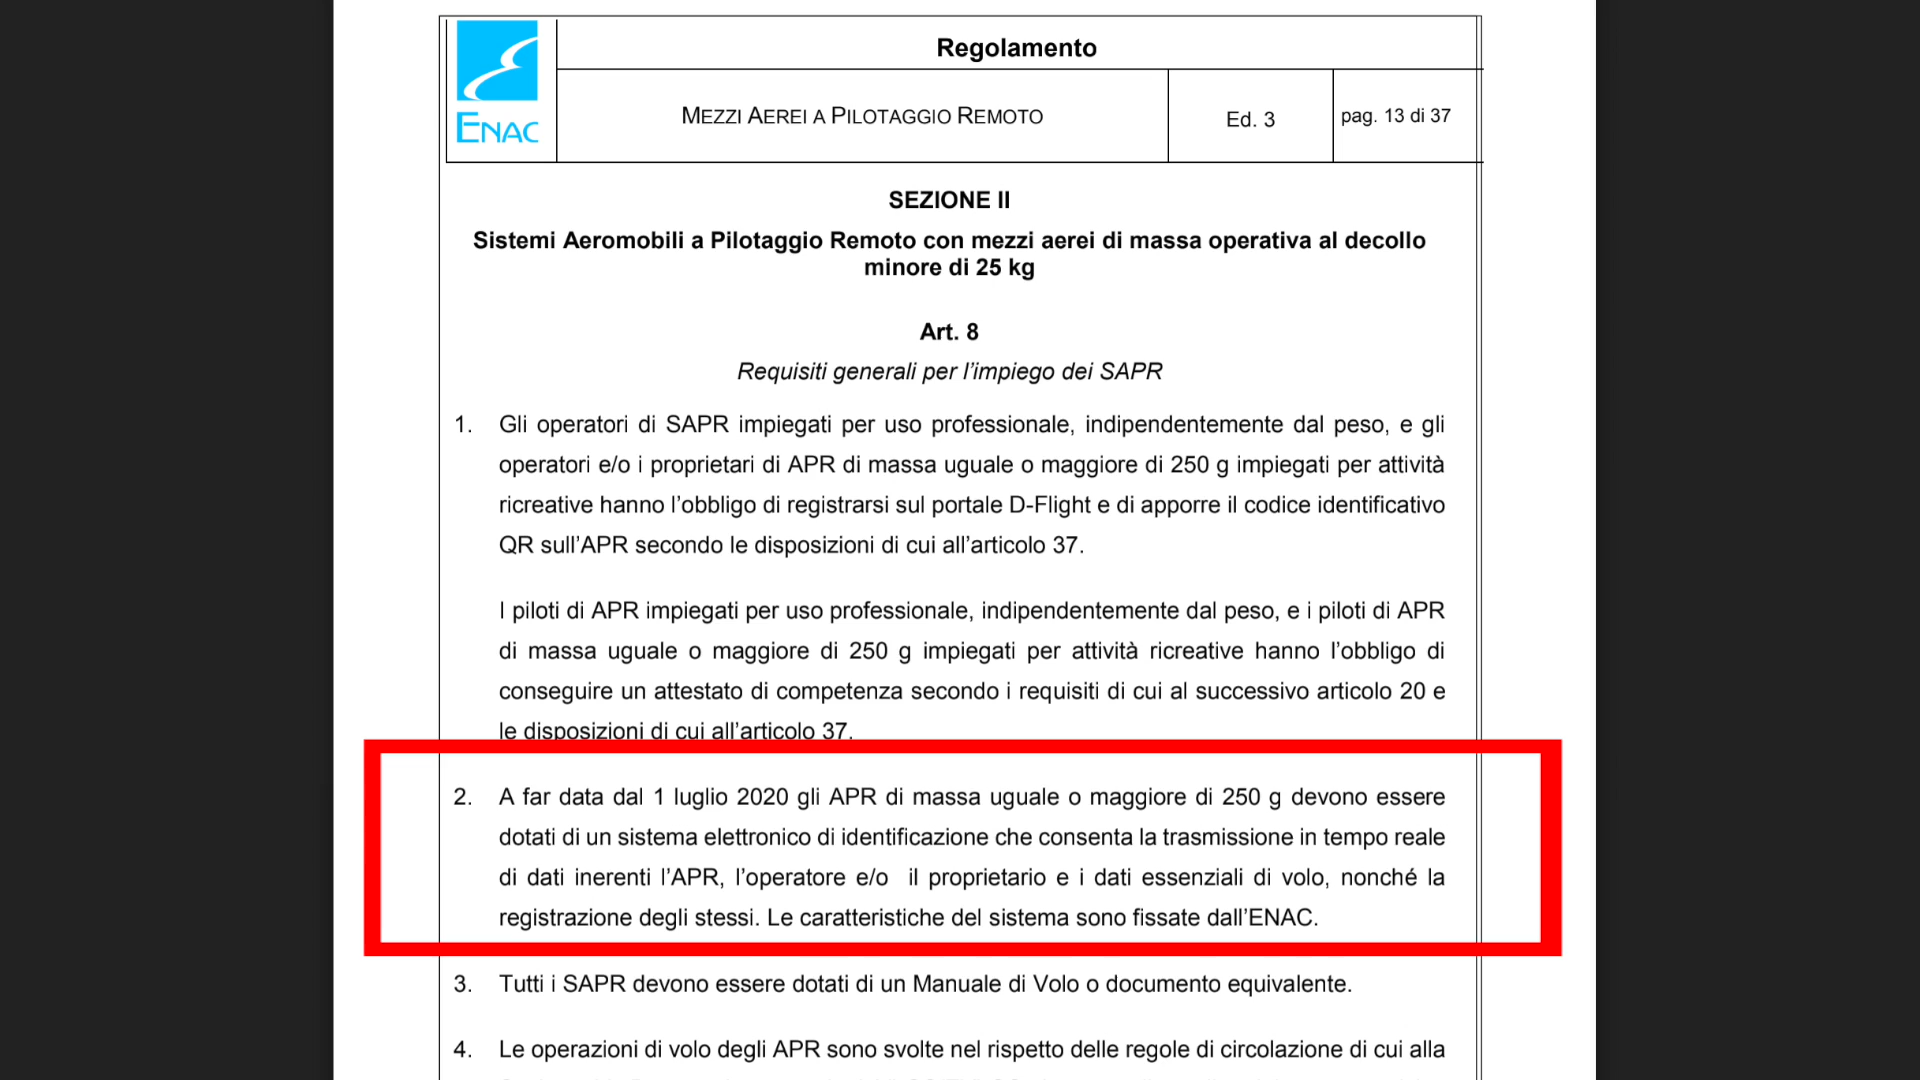 Regolamento
ENAC
MEZZI AEREI A PILOTAGGIO REMOTO
Ed. 3
pag. 13 di 37
SEZIONE II
Sistemi Aeromobili a Pilotaggio Remoto con mezzi aerei di massa operativa al decollo
minore di 25 kg
Art. 8
Requisiti generali per l’impiego dei SAPR
1. Gli operatori di SAPR impiegati per uso professionale, indipendentemente dal peso, e gli
operatori e/o i proprietari di APR di massa uguale o maggiore di 250 g impiegati per attività
ricreative hanno l’obbligo di registrarsi sul portale D-Flight e di apporre il codice identificativo
QR sull’APR secondo le disposizioni di cui all’articolo 37.
I piloti di APR impiegati per uso professionale, indipendentemente dal peso, e i piloti di APR
di massa uguale o maggiore di 250 g impiegati per attività ricreative hanno l’obbligo di
conseguire un attestato di competenza secondo i requisiti di cui al successivo articolo 20 e
le disposizioni di cui all’articolo 37.
2. A far data dal 1 luglio 2020 gli APR di massa uguale o maggiore di 250 g devono essere
dotati di un sistema elettronico di identificazione che consenta la trasmissione in tempo reale
di dati inerenti l’APR, l’operatore e/o il proprietario e i dati essenziali di volo, nonché la
registrazione degli stessi. Le caratteristiche del sistema sono fissate dall’ENAC.
3. Tutti i SAPR devono essere dotati di un Manuale di Volo o documento equivalente.
4. Le operazioni di volo degli APR sono svolte nel rispetto delle regole di circolazione di cui alla